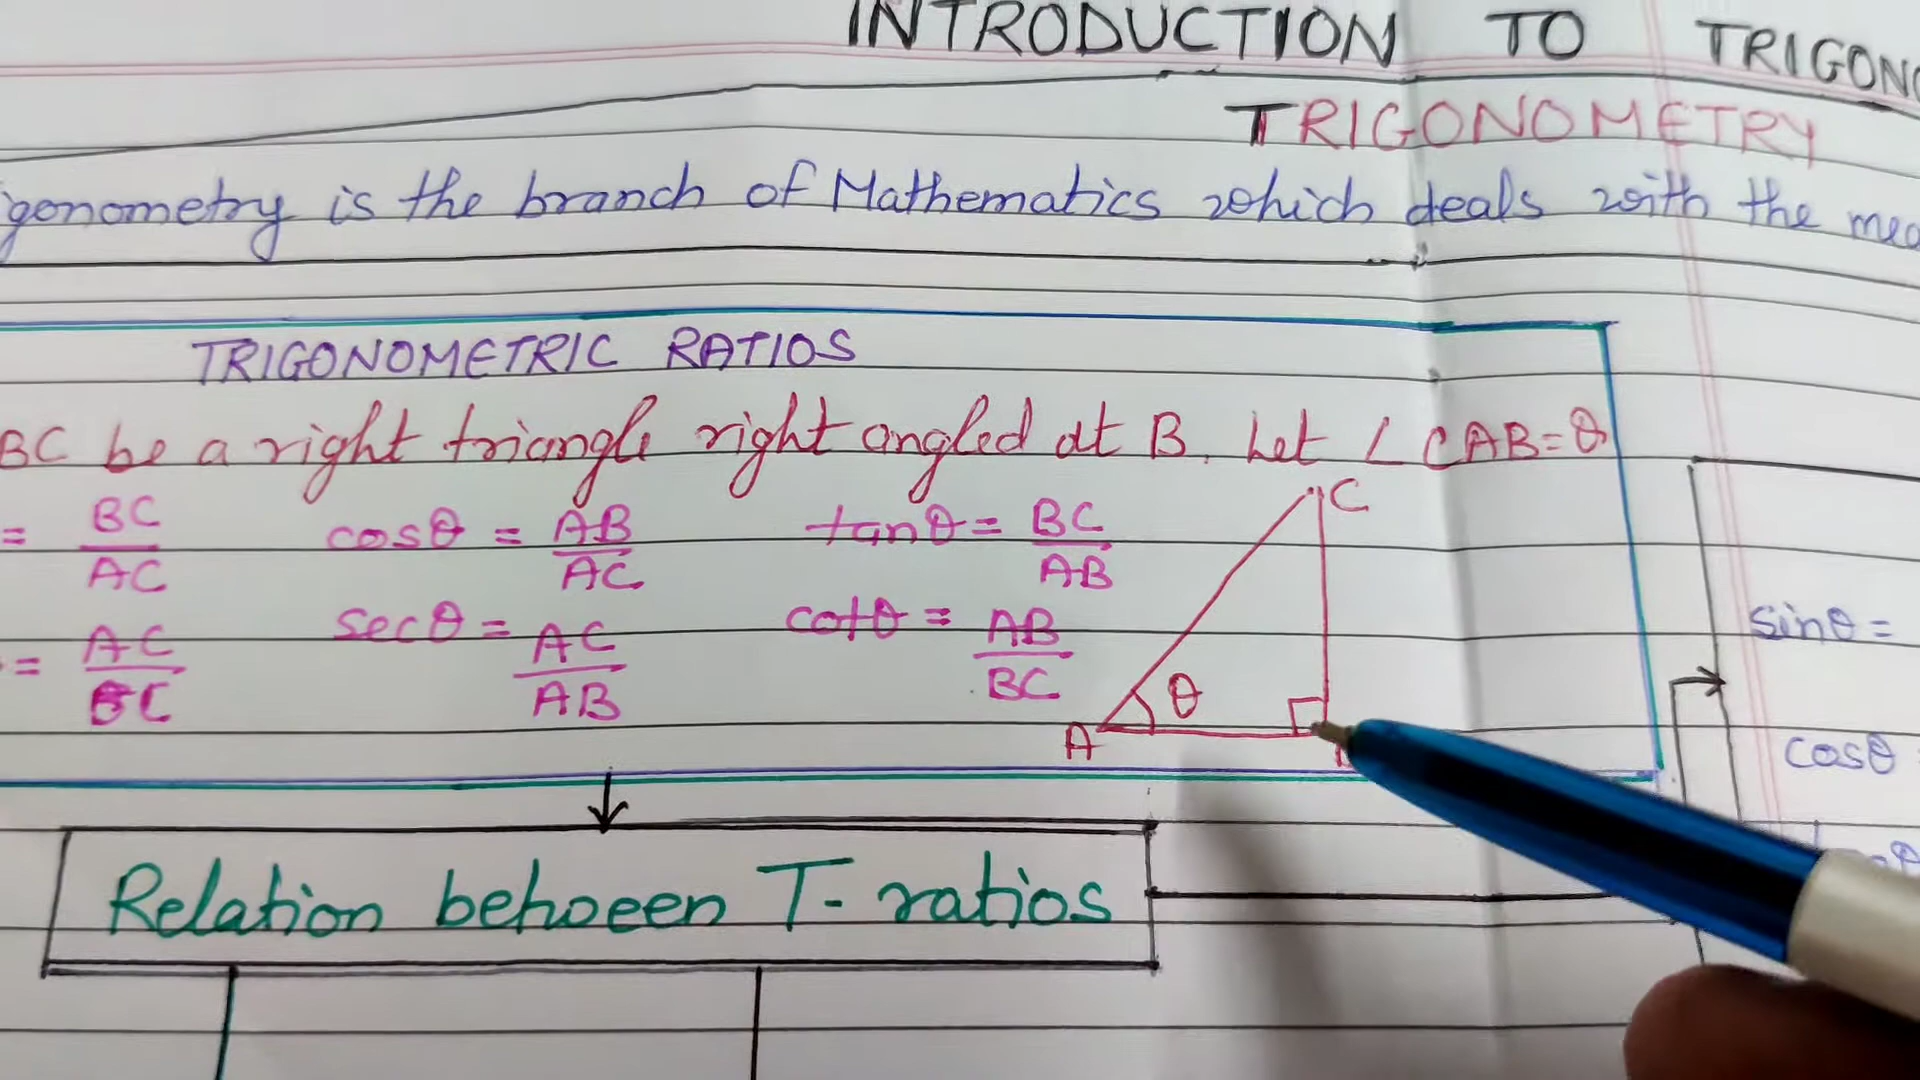 INTRODUCTION TO TRIGONO
TRIGONOMETRY
igonometry is the branch of Mathematics which deals with the mea
TRIGONOMETRIC RATIOS
BC be a right triangle right angled at B. Let ∠CAB=θ
= BC/AC cosθ = AB/AC tanθ = BC/AB
= AC/BC secθ = AC/AB cotθ = AB/BC
C
θ
A
sinθ =
cosθ
Relation between T-ratios